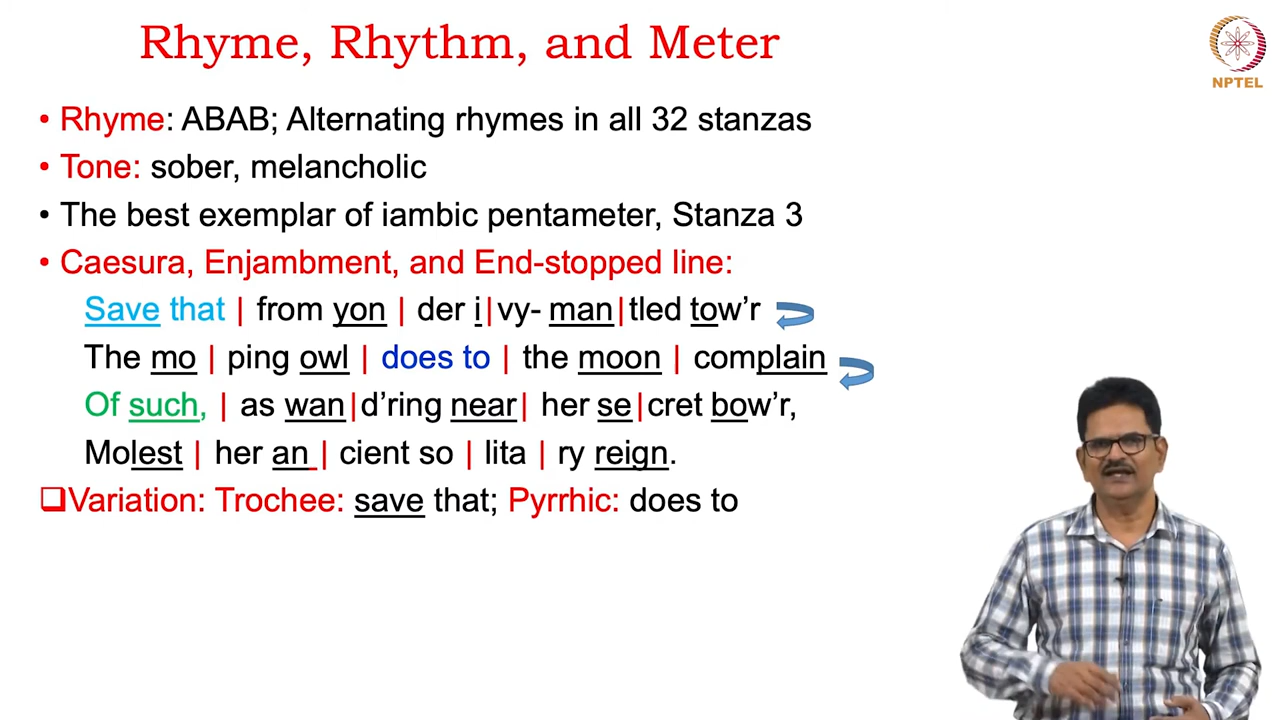 Rhyme, Rhythm, and Meter
NPTEL
• Rhyme: ABAB; Alternating rhymes in all 32 stanzas
• Tone: sober, melancholic
• The best exemplar of iambic pentameter, Stanza 3
• Caesura, Enjambment, and End-stopped line:
Save that | from yon | der i|vy- man|tled tow’r
The mo | ping owl | does to | the moon | complain
Of such, | as wan|d’ring near| her se|cret bow’r,
Molest | her an | cient so | lita | ry reign.
❑Variation: Trochee: save that; Pyrrhic: does to